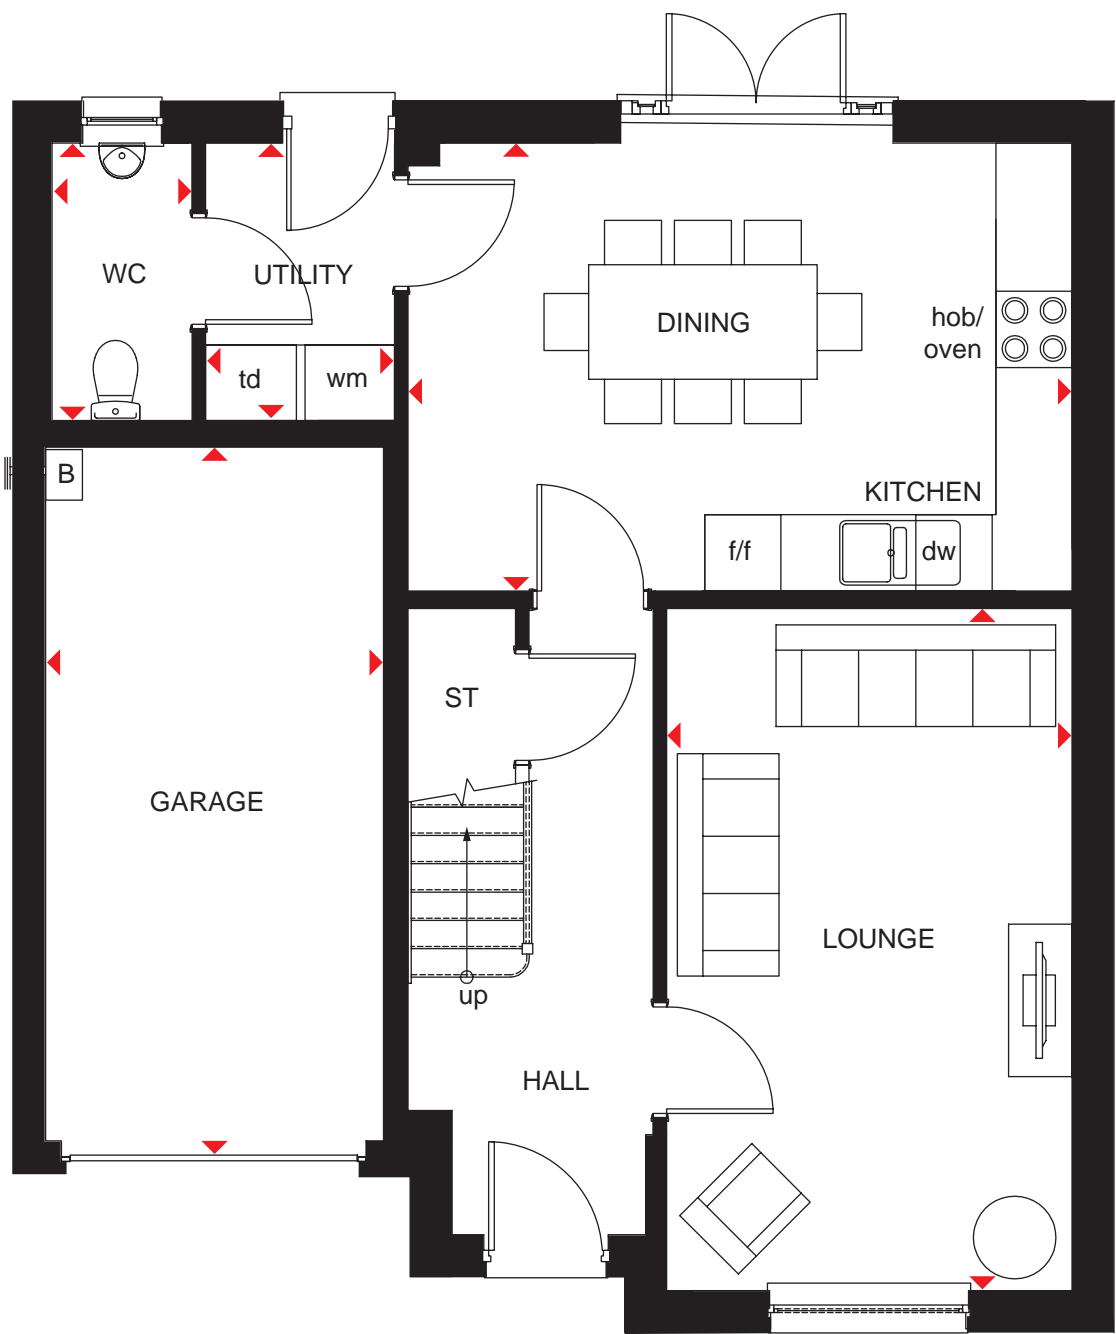 WC
UTILITY
DINING
hob/
oven
td
wm
KITCHEN
B
f/f
dw
ST
GARAGE
LOUNGE
up
HALL